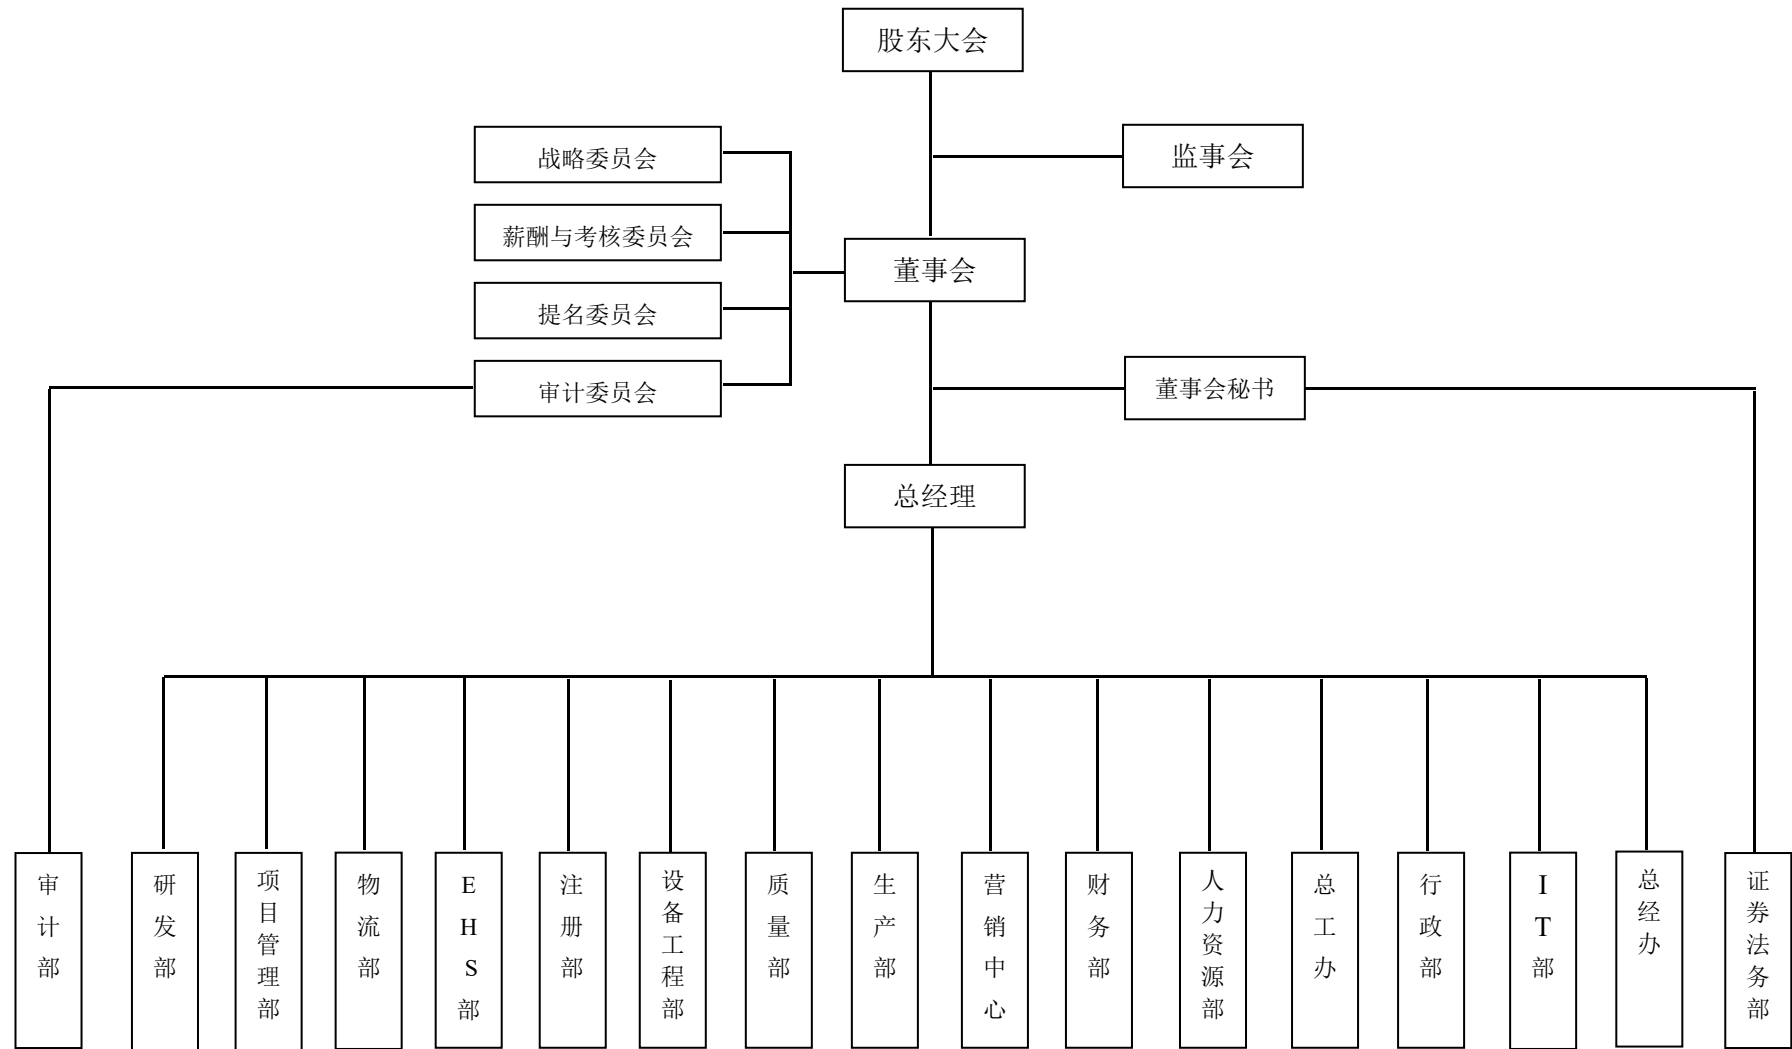 股东大会
监事会
战略委员会
薪酬与考核委员会
董事会
提名委员会
审计委员会
董事会秘书
总经理
审计部
研发部
项目管理部
物流部
EHS部
注册部
设备工程部
质量部
生产部
营销中心
财务部
人力资源部
总工办
行政部
IT部
总经办
证券法务部